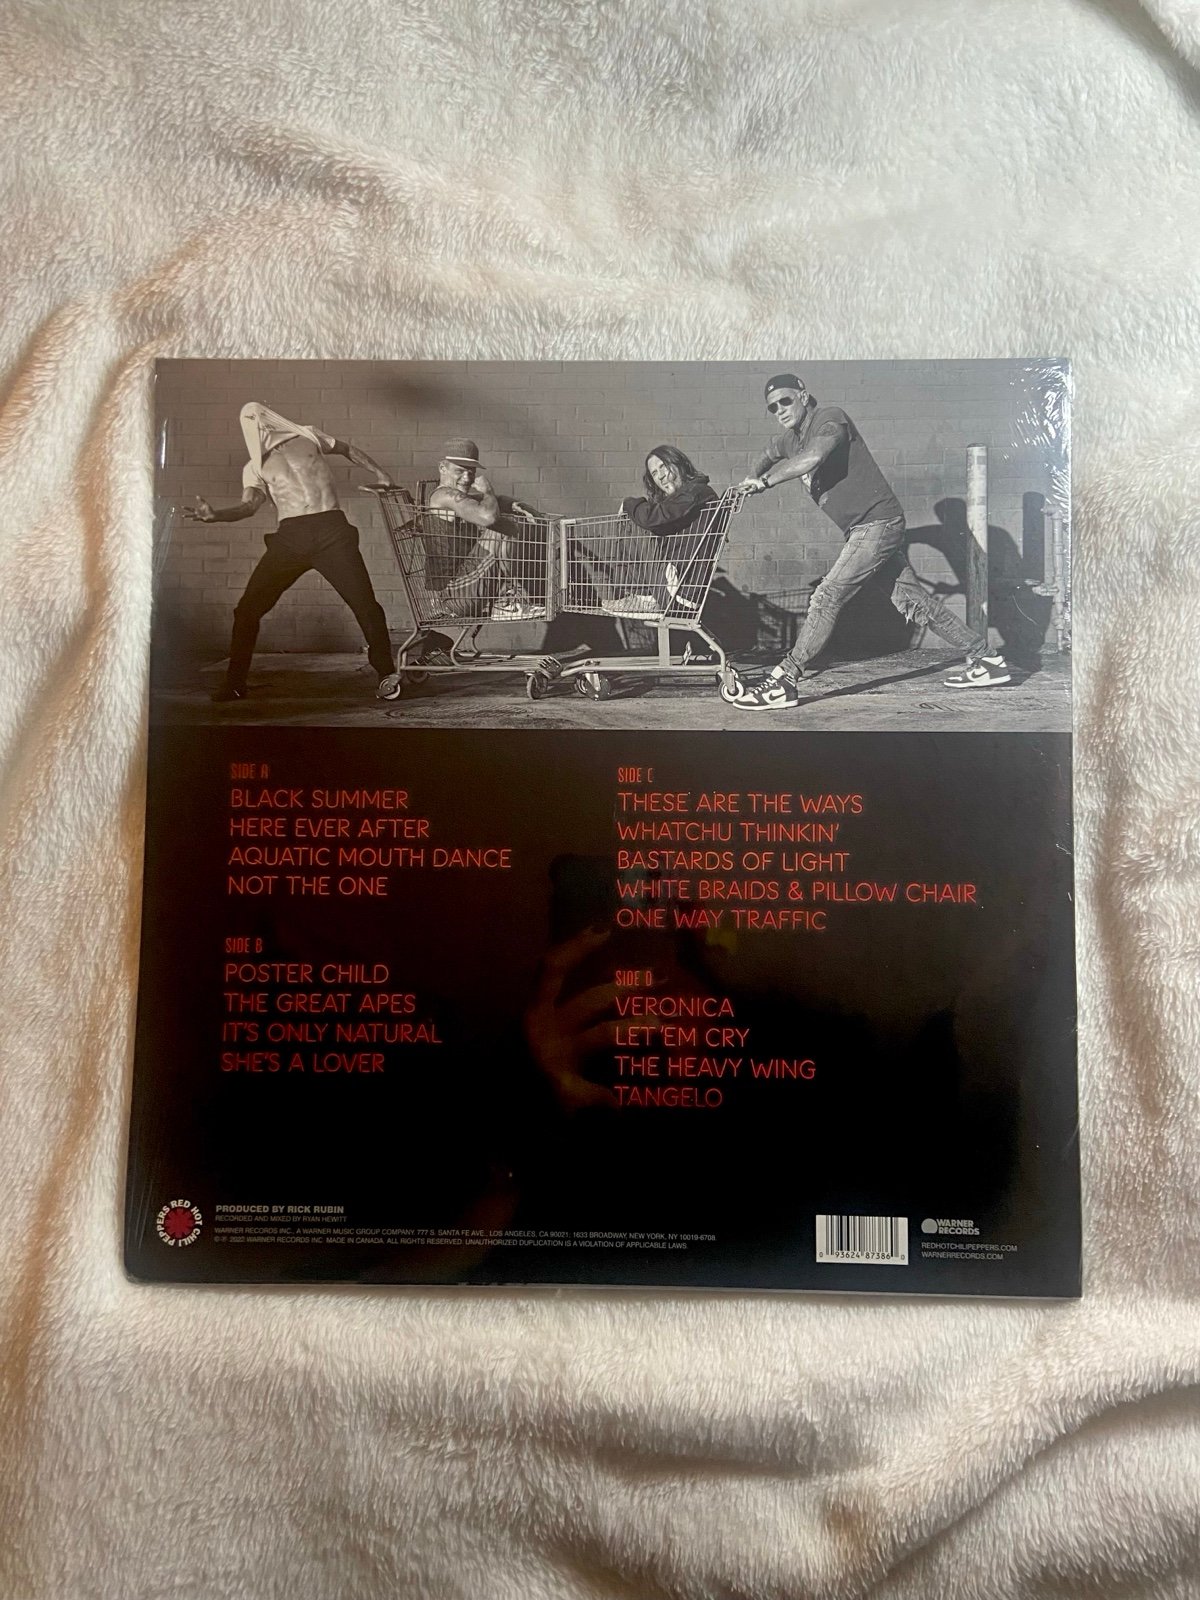 SIDE A
BLACK SUMMER
HERE EVER AFTER
AQUATIC MOUTH DANCE
NOT THE ONE
SIDE B
POSTER CHILD
THE GREAT APES
IT'S ONLY NATURAL
SHE'S A LOVER
SIDE C
THESE ARE THE WAYS
WHATCHU THINKIN'
BASTARDS OF LIGHT
WHITE BRAIDS & PILLOW CHAIR
ONE WAY TRAFFIC
SIDE D
VERONICA
LET 'EM CRY
THE HEAVY WING
TANGELO
RED HOT CHILI PEPPERS
PRODUCED BY RICK RUBIN
RECORDED AND MIXED BY RYAN HEWITT
WARNER RECORDS INC., A WARNER MUSIC GROUP COMPANY. 777 S. SANTA FE AVE., LOS ANGELES, CA 90021; 1633 BROADWAY, NEW YORK, NY 10019-6708.
©℗ 2022 WARNER RECORDS INC. MADE IN CANADA. ALL RIGHTS RESERVED. UNAUTHORIZED DUPLICATION IS A VIOLATION OF APPLICABLE LAWS.
0 93624 87386 0
WARNER
RECORDS
REDHOTCHILIPEPPERS.COM
WARNERRECORDS.COM